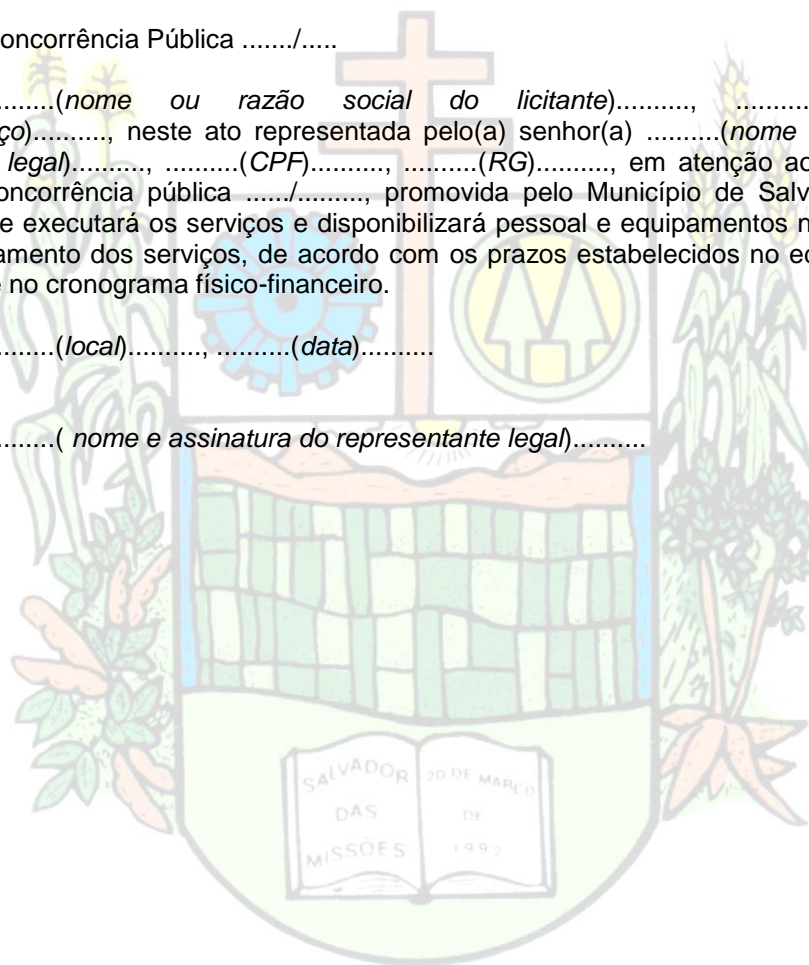 oncorrência Pública ......./.....
........(nome ou razão social do licitante).........., ..........
ço).........., neste ato representada pelo(a) senhor(a) ..........(nome
legal).........., ..........(CPF).........., ..........(RG).........., em atenção ao
oncorrência pública ....../........., promovida pelo Município de Salv
e executará os serviços e disponibilizará pessoal e equipamentos n
amento dos serviços, de acordo com os prazos estabelecidos no ed
e no cronograma físico-financeiro.
........(local).........., ..........(data)..........
........( nome e assinatura do representante legal)..........
SALVADOR
DAS
MISSÕES
20 DE MARÇO
DE
1992